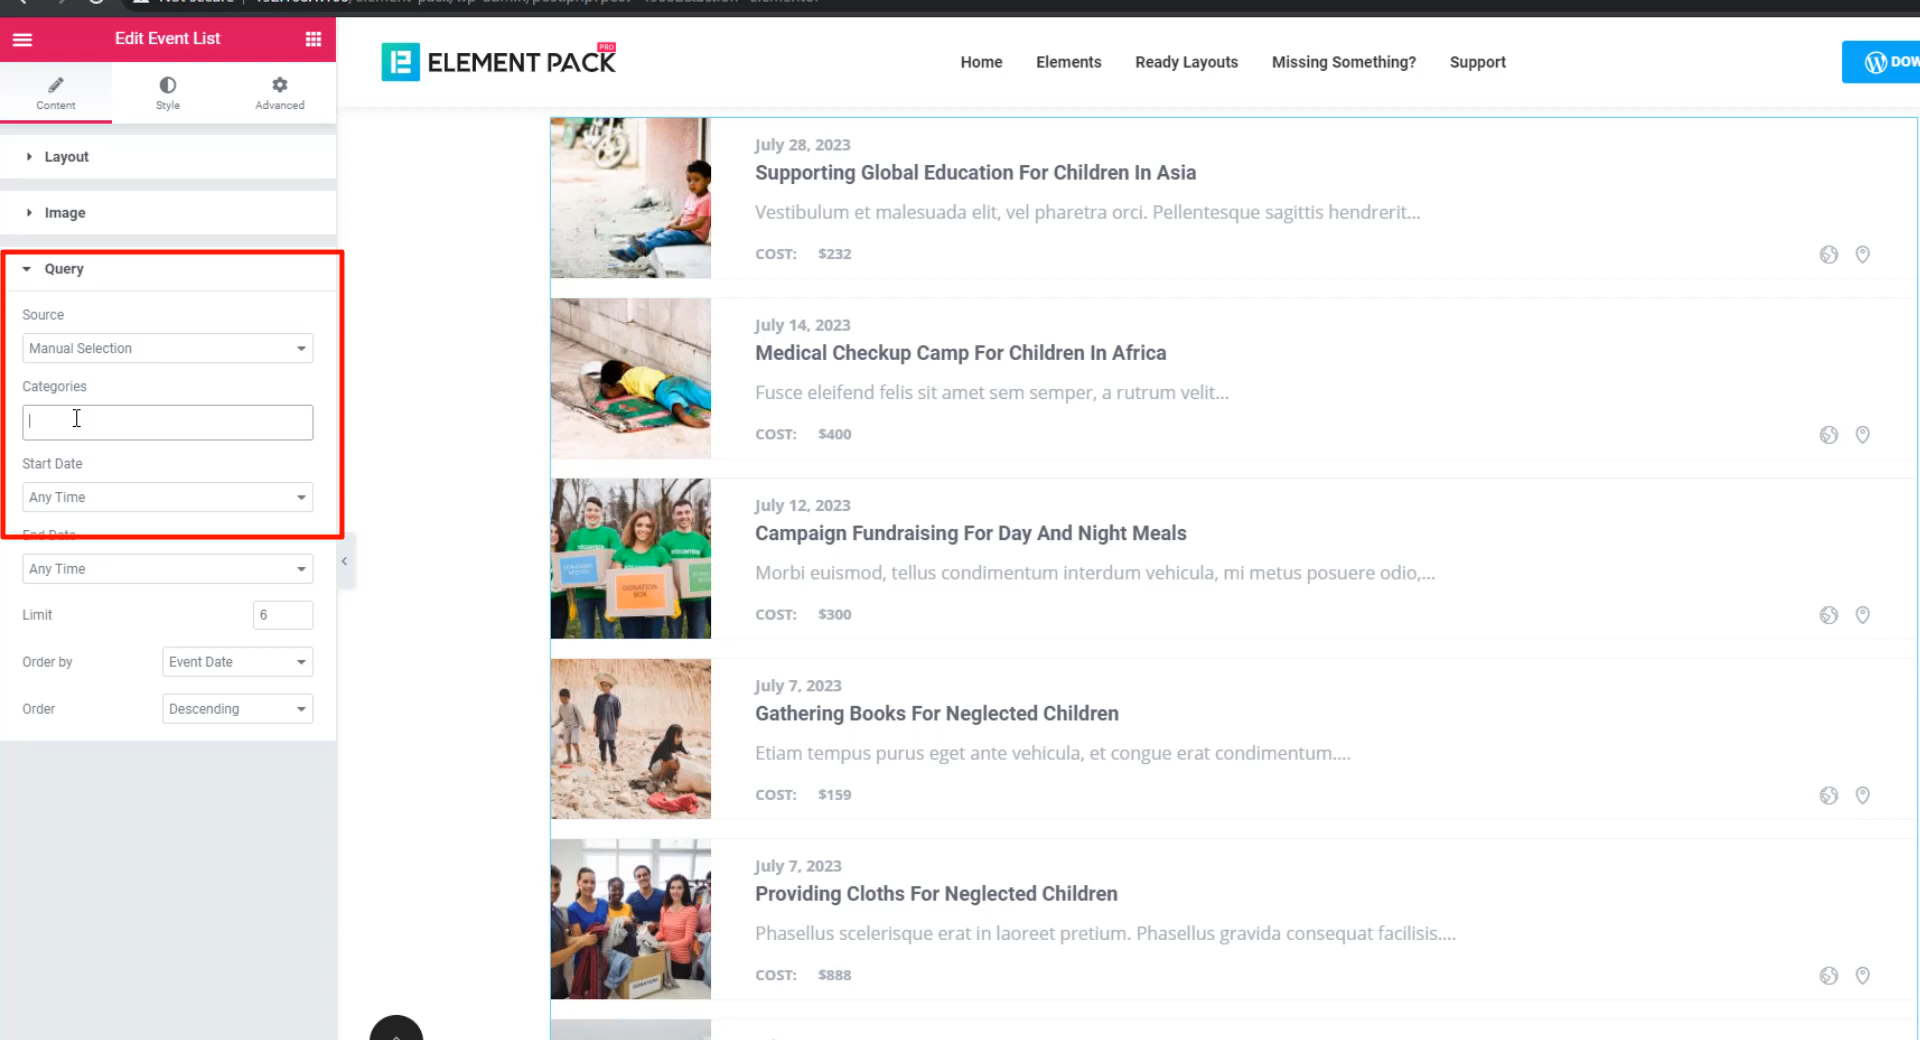 Edit Event List
Content
Style
Advanced
Layout
Image
Query
Source
Manual Selection
Categories
Start Date
Any Time
End Date
Any Time
Limit
6
Order by
Event Date
Order
Descending
ELEMENT PACK
PRO
Home
Elements
Ready Layouts
Missing Something?
Support
July 28, 2023
Supporting Global Education For Children In Asia
Vestibulum et malesuada elit, vel pharetra orci. Pellentesque sagittis hendrerit...
COST: $232
July 14, 2023
Medical Checkup Camp For Children In Africa
Fusce eleifend felis sit amet sem semper, a rutrum velit...
COST: $400
July 12, 2023
Campaign Fundraising For Day And Night Meals
Morbi euismod, tellus condimentum interdum vehicula, mi metus posuere odio,...
COST: $300
DONATION
BOX
July 7, 2023
Gathering Books For Neglected Children
Etiam tempus purus eget ante vehicula, et congue erat condimentum....
COST: $159
July 7, 2023
Providing Cloths For Neglected Children
Phasellus scelerisque erat in laoreet pretium. Phasellus gravida consequat facilisis....
COST: $888